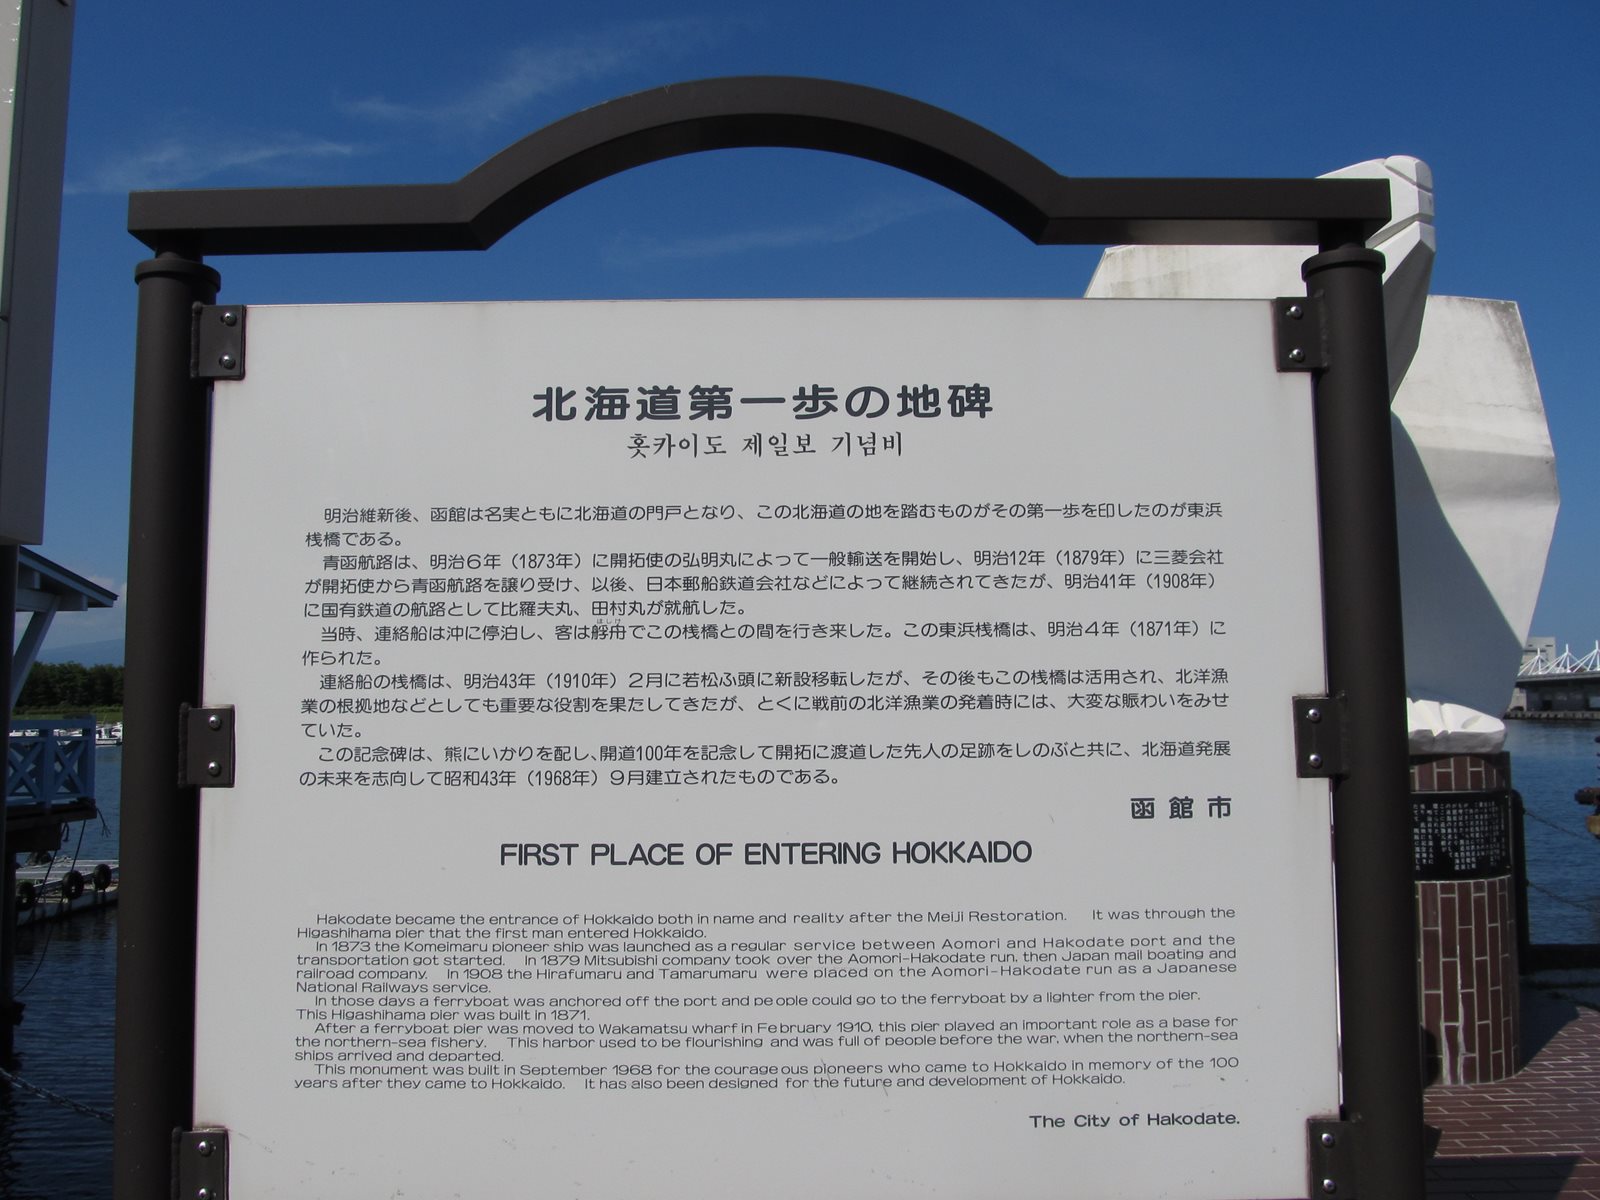 北海道第一歩の地碑
홋카이도 제일보 기념비
明治維新後、函館は名実ともに北海道の門戸となり、この北海道の地を踏むものがその第一歩を印したのが東浜
桟橋である。
青函航路は、明治6年（1873年）に開拓使の弘明丸によって一般輸送を開始し、明治12年（1879年）に三菱会社
が開拓使から青函航路を譲り受け、以後、日本郵船鉄道会社などによって継続されてきたが、明治41年（1908年）
に国有鉄道の航路として比羅夫丸、田村丸が就航した。
はしけ
当時、連絡船は沖に停泊し、客は艀舟でこの桟橋との間を行き来した。この東浜桟橋は、明治4年（1871年）に
作られた。
連絡船の桟橋は、明治43年（1910年）２月に若松ふ頭に新設移転したが、その後もこの桟橋は活用され、北洋漁
業の根拠地などとしても重要な役割を果たしてきたが、とくに戦前の北洋漁業の発着時には、大変な賑わいをみせ
ていた。
この記念碑は、熊にいかりを配し、開道100年を記念して開拓に渡道した先人の足跡をしのぶと共に、北海道発展
の未来を志向して昭和43年（1968年）９月建立されたものである。
函館市
FIRST PLACE OF ENTERING HOKKAIDO
Hakodate became the entrance of Hokkaido both in name and reality after the Meiji Restoration. It was through the
Higashihama pier that the first man entered Hokkaido.
In 1873 the Komeimaru pioneer ship was launched as a regular service between Aomori and Hakodate port and the
transportation got started. In 1879 Mitsubishi company took over the Aomori-Hakodate run, then Japan mail boating and
railroad company. In 1908 the Hirafumaru and Tamarumaru were placed on the Aomori-Hakodate run as a Japanese
National Railways service.
In those days a ferryboat was anchored off the port and people could go to the ferryboat by a lighter from the pier.
This Higashihama pier was built in 1871.
After a ferryboat pier was moved to Wakamatsu wharf in February 1910, this pier played an important role as a base for
the northern-sea fishery. This harbor used to be flourishing and was full of people before the war, when the northern-sea
ships arrived and departed.
This monument was built in September 1968 for the courageous pioneers who came to Hokkaido in memory of the 100
years after they came to Hokkaido. It has also been designed for the future and development of Hokkaido.
The City of Hakodate.